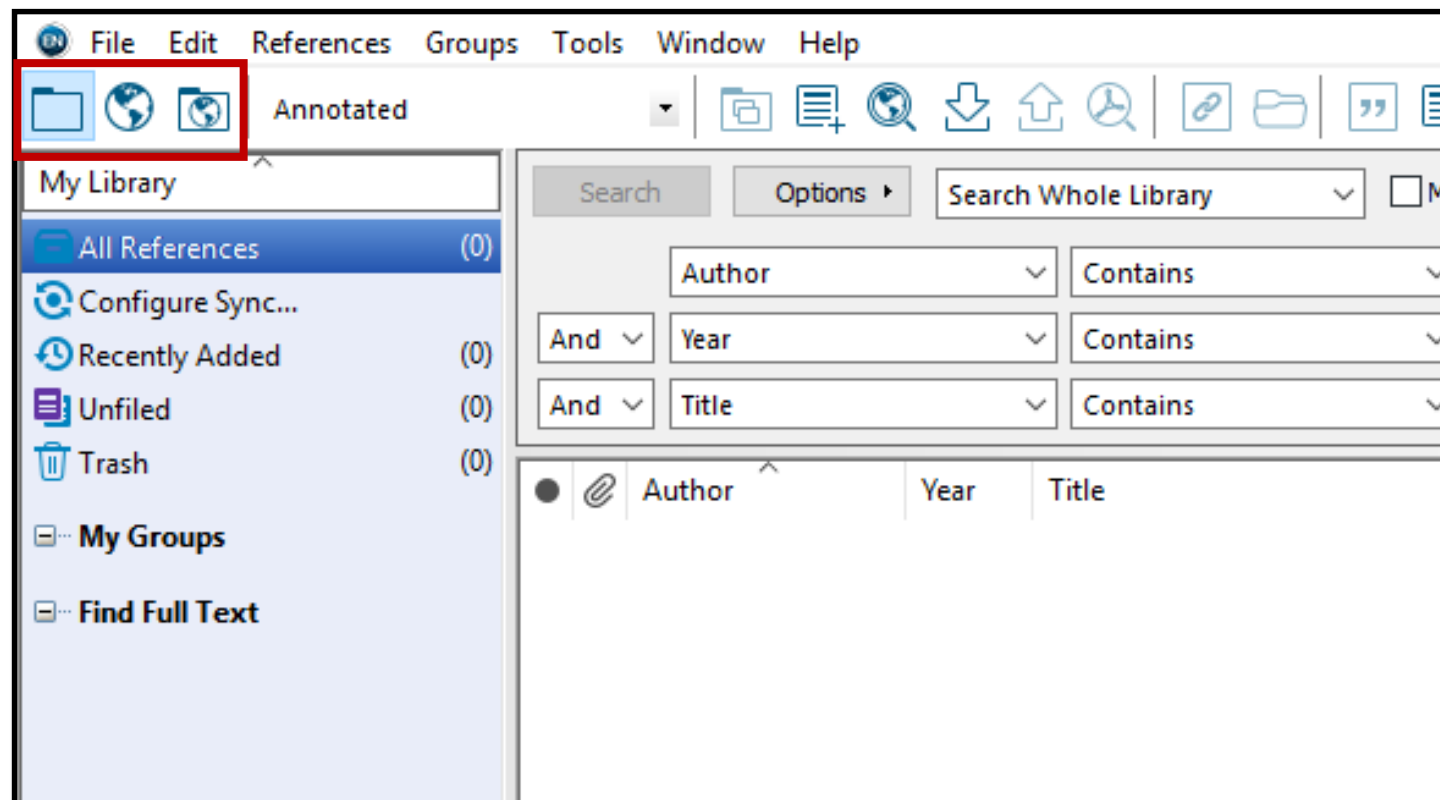 EN File Edit References Groups Tools Window Help
Annotated
My Library
Search Options Search Whole Library M
All References (0)
Author Contains
Configure Sync...
And Year Contains
Recently Added (0)
And Title Contains
Unfiled (0)
Trash (0)
Author Year Title
My Groups
Find Full Text